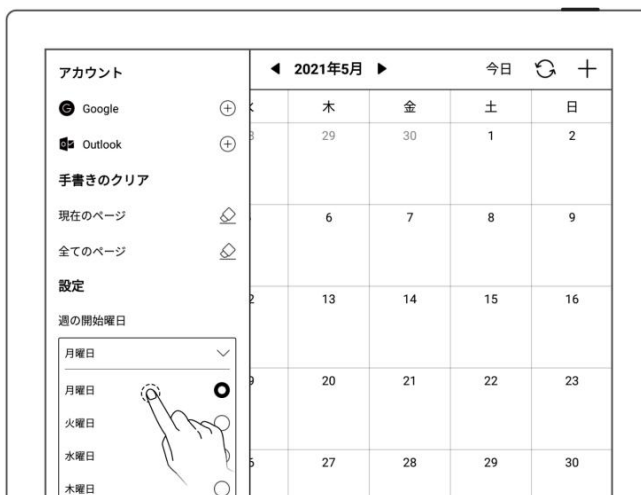 アカウント
Google
Outlook
手書きのクリア
現在のページ
全てのページ
設定
週の開始曜日
月曜日
月曜日
火曜日
水曜日
木曜日
2021年5月 今日
木 金 土 日
29 30 1 2
6 7 8 9
13 14 15 16
20 21 22 23
27 28 29 30